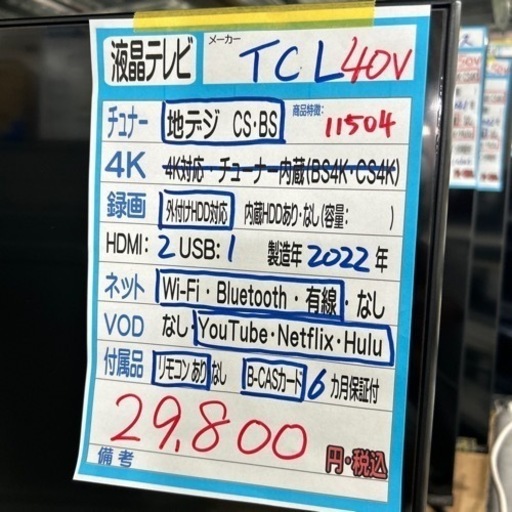 液晶テレビ メーカー TCL 40V
チュナー 地デジ CS・BS 商品特徴: 11504
4K 4K対応・チューナー内蔵(BS4K・CS4K)
録画 外付けHDD対応 内蔵HDDあり・なし(容量: )
HDMI: 2 USB: 1 製造年 2022 年
ネット Wi-Fi・Bluetooth・有線・なし
VOD なし・YouTube・Netflix・Hulu
付属品 リモコン あり なし B-CASカード 6 カ月保証付
29,800 円・税込
備考